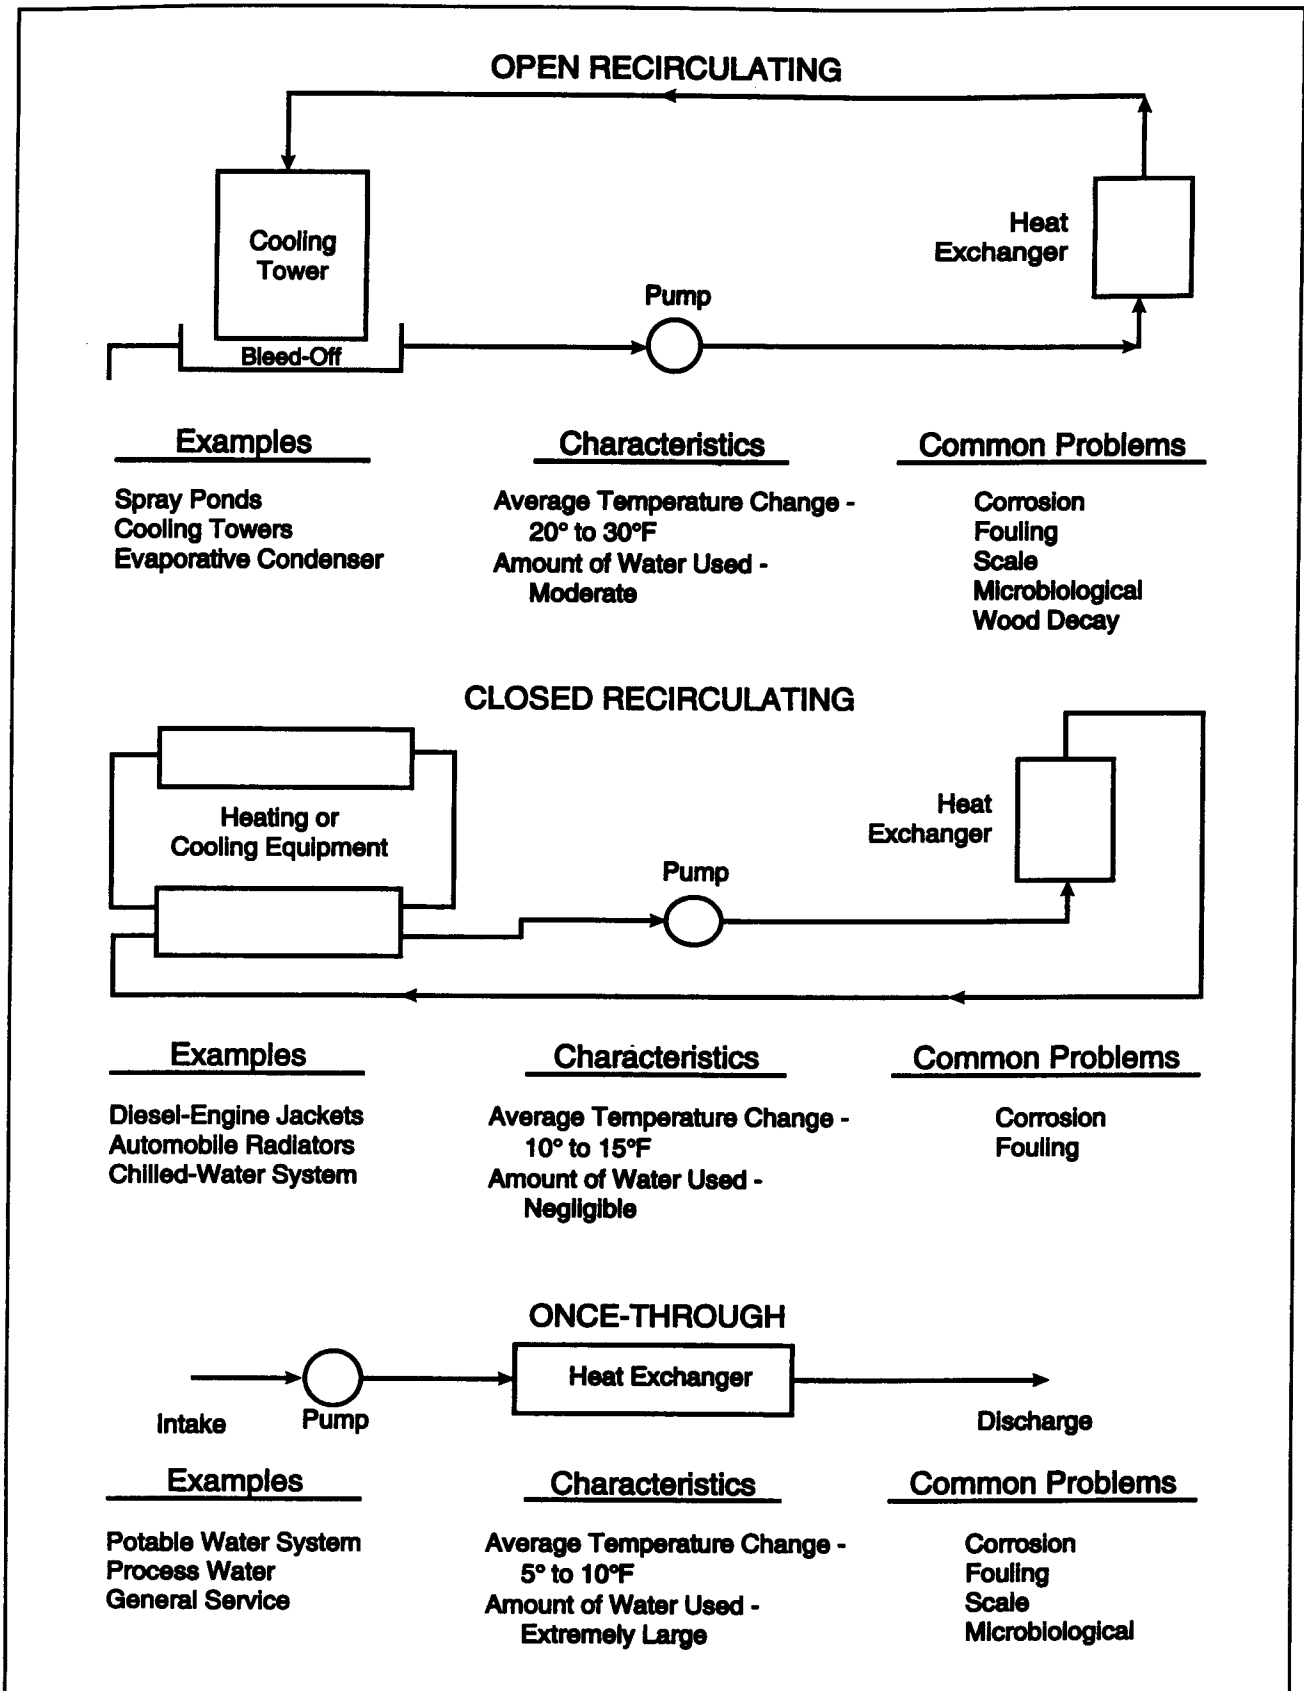 OPEN RECIRCULATING
Cooling
Tower
Bleed-Off
Pump
Heat
Exchanger
Examples
Spray Ponds
Cooling Towers
Evaporative Condenser
Characteristics
Average Temperature Change -
20° to 30°F
Amount of Water Used -
Moderate
Common Problems
Corrosion
Fouling
Scale
Microbiological
Wood Decay
CLOSED RECIRCULATING
Heating or
Cooling Equipment
Pump
Heat
Exchanger
Examples
Diesel-Engine Jackets
Automobile Radiators
Chilled-Water System
Characteristics
Average Temperature Change -
10° to 15°F
Amount of Water Used -
Negligible
Common Problems
Corrosion
Fouling
ONCE-THROUGH
Intake
Pump
Heat Exchanger
Discharge
Examples
Potable Water System
Process Water
General Service
Characteristics
Average Temperature Change -
5° to 10°F
Amount of Water Used -
Extremely Large
Common Problems
Corrosion
Fouling
Scale
Microbiological